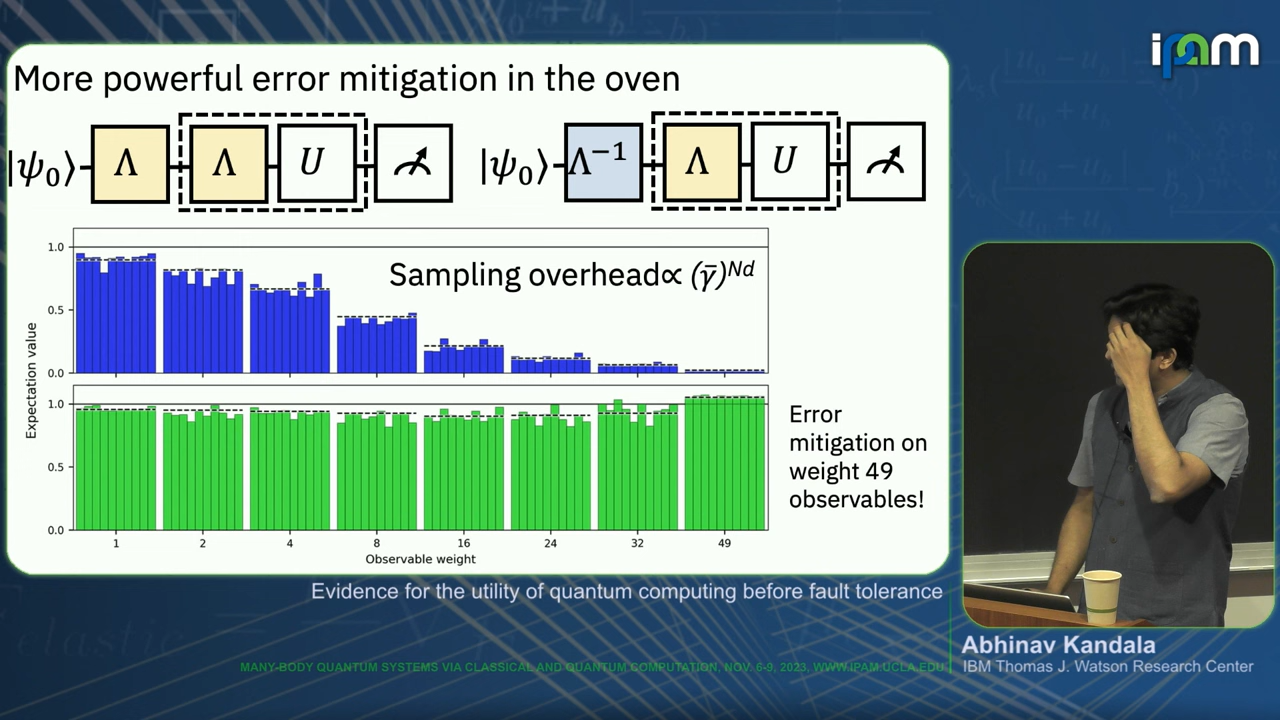 ipam
More powerful error mitigation in the oven
|ψ₀⟩ Λ Λ U
|ψ₀⟩ Λ⁻¹ Λ U
Sampling overhead∝ (γ̄)ᴺᵈ
Expectation value
1.0
0.5
0.0
1.0
0.5
0.0
1 2 4 8 16 24 32 49
Observable weight
Error
mitigation on
weight 49
observables!
Evidence for the utility of quantum computing before fault tolerance
Abhinav Kandala
IBM Thomas J. Watson Research Center
MANY-BODY QUANTUM SYSTEMS VIA CLASSICAL AND QUANTUM COMPUTATION, NOV. 6-9, 2023, WWW.IPAM.UCLA.EDU